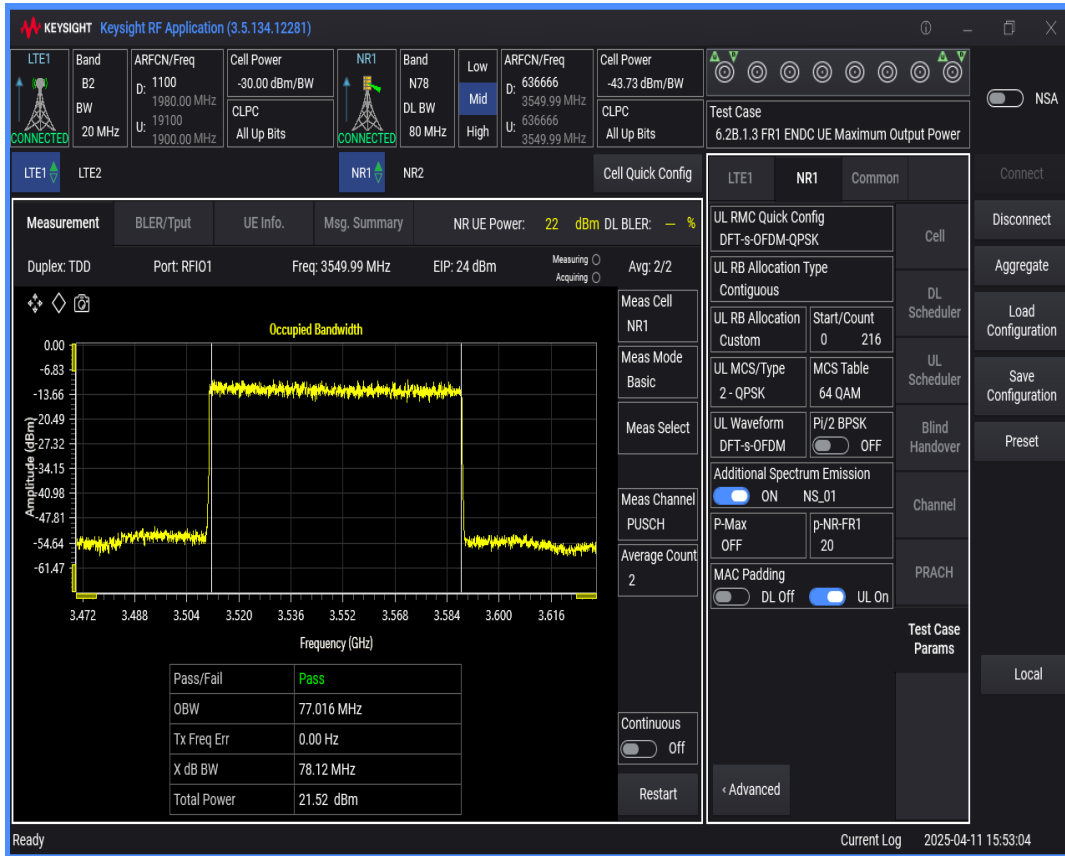 KEYSIGHT Keysight RF Application (3.5.134.12281)
LTE1 Band ARFCN/Freq Cell Power NR1 Band Low ARFCN/Freq Cell Power
B2 D: 1100 -30.00 dBm/BW N78 D: 636666 -43.73 dBm/BW
1980.00 MHz Mid 3549.99 MHz
BW U: 19100 CLPC DL BW U: 636666 CLPC Test Case
CONNECTED 20 MHz 1900.00 MHz All Up Bits CONNECTED 80 MHz High 3549.99 MHz All Up Bits 6.2B.1.3 FR1 ENDC UE Maximum Output Power
NSA
LTE1 LTE2 NR1 NR2 Cell Quick Config
Measurement BLER/Tput UE Info. Msg. Summary NR UE Power: 22 dBm DL BLER: — %
Duplex: TDD Port: RFIO1 Freq: 3549.99 MHz EIP: 24 dBm Measuring Avg: 2/2
Acquiring
Occupied Bandwidth
0.00
-6.83
-13.66
-20.49
-27.32
-34.15
-40.98
-47.81
-54.64
-61.47
Amplitude (dBm)
3.472 3.488 3.504 3.520 3.536 3.552 3.568 3.584 3.600 3.616
Frequency (GHz)
Pass/Fail Pass
OBW 77.016 MHz
Tx Freq Err 0.00 Hz
X dB BW 78.12 MHz
Total Power 21.52 dBm
Meas Cell
NR1
Meas Mode
Basic
Meas Select
Meas Channel
PUSCH
Average Count
2
Continuous
Off
Restart
LTE1 NR1 Common
UL RMC Quick Config
DFT-s-OFDM-QPSK
UL RB Allocation Type
Contiguous
UL RB Allocation Start/Count
Custom 0 216
UL MCS/Type MCS Table
2 - QPSK 64 QAM
UL Waveform Pi/2 BPSK
DFT-s-OFDM OFF
Additional Spectrum Emission
ON NS_01
P-Max p-NR-FR1
OFF 20
MAC Padding
DL Off UL On
‹ Advanced
Cell
DL
Scheduler
UL
Scheduler
Blind
Handover
Channel
PRACH
Test Case
Params
Connect
Disconnect
Aggregate
Load
Configuration
Save
Configuration
Preset
Local
Ready Current Log 2025-04-11 15:53:04